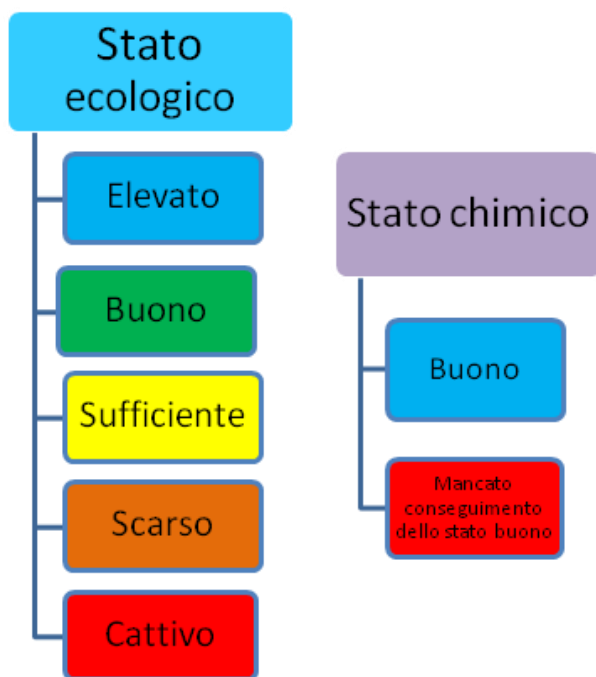 Stato
ecologico
Elevato
Buono
Sufficiente
Scarso
Cattivo
Stato chimico
Buono
Mancato
conseguimento
dello stato buono